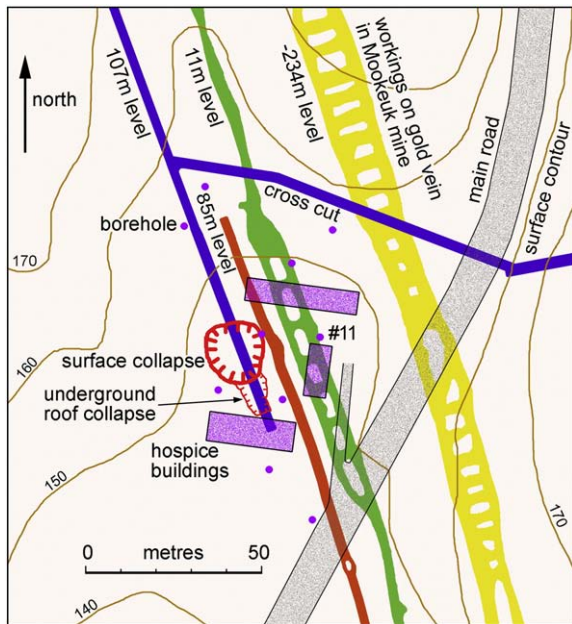 107m level
11m level
-234m level
workings on gold vein
in Mookeuk mine
main road
surface contour
north
cross cut
borehole
85m level
170
#11
surface collapse
160
underground
roof collapse
hospice
buildings
150
170
0 metres 50
140